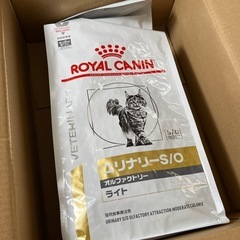 VETERINARY
ROYAL CANIN
ユリナリーS/O
オルファクトリー
ライト
URINARY S/O OLFACTORY ATTRACTION MODERATE CALORIE